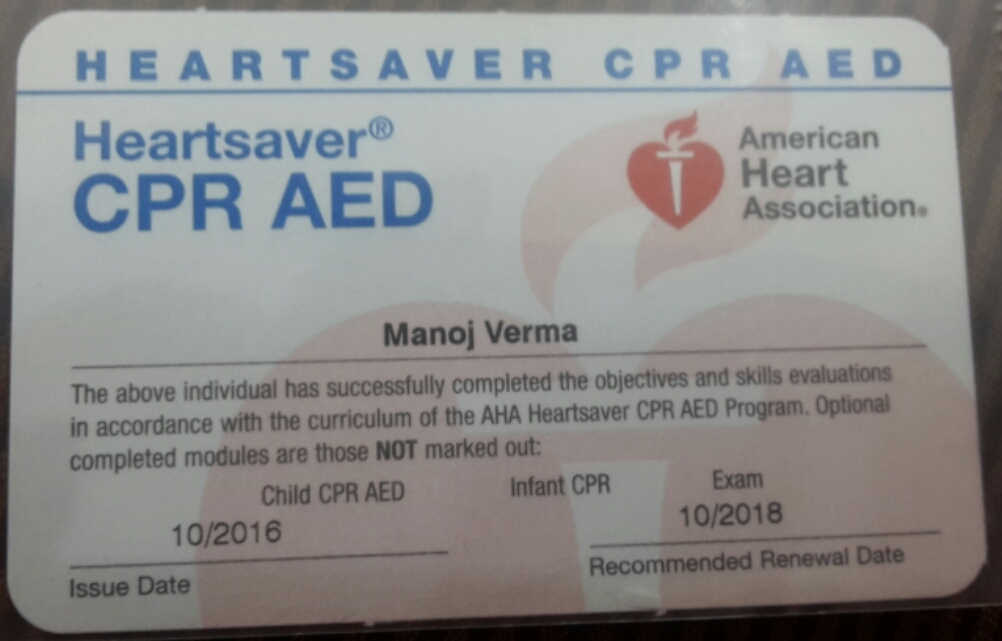 HEARTSAVER CPR AED
Heartsaver®
CPR AED
American
Heart
Association®
Manoj Verma
The above individual has successfully completed the objectives and skills evaluations
in accordance with the curriculum of the AHA Heartsaver CPR AED Program. Optional
completed modules are those NOT marked out:
Child CPR AED Infant CPR Exam
10/2016 10/2018
Issue Date Recommended Renewal Date